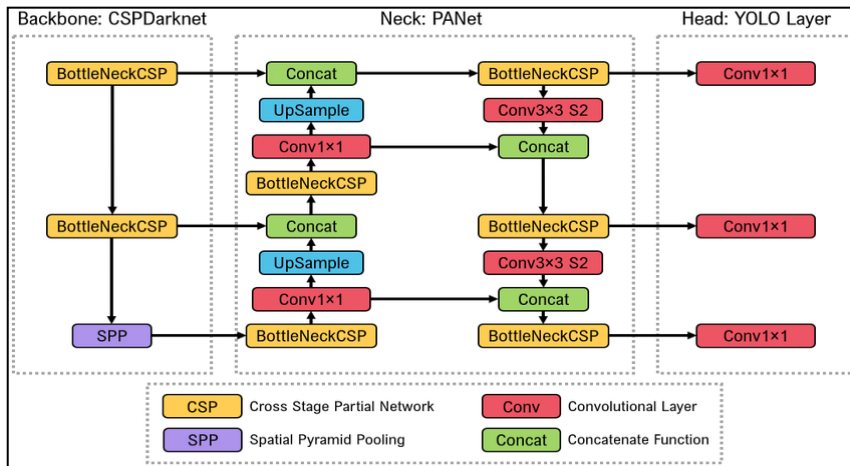 Backbone: CSPDarknet
Neck: PANet
Head: YOLO Layer
BottleNeckCSP
Concat
BottleNeckCSP
Conv1×1
UpSample
Conv3×3 S2
Conv1×1
Concat
BottleNeckCSP
BottleNeckCSP
Concat
BottleNeckCSP
Conv1×1
UpSample
Conv3×3 S2
Conv1×1
Concat
SPP
BottleNeckCSP
BottleNeckCSP
Conv1×1
CSP
Cross Stage Partial Network
Conv
Convolutional Layer
SPP
Spatial Pyramid Pooling
Concat
Concatenate Function